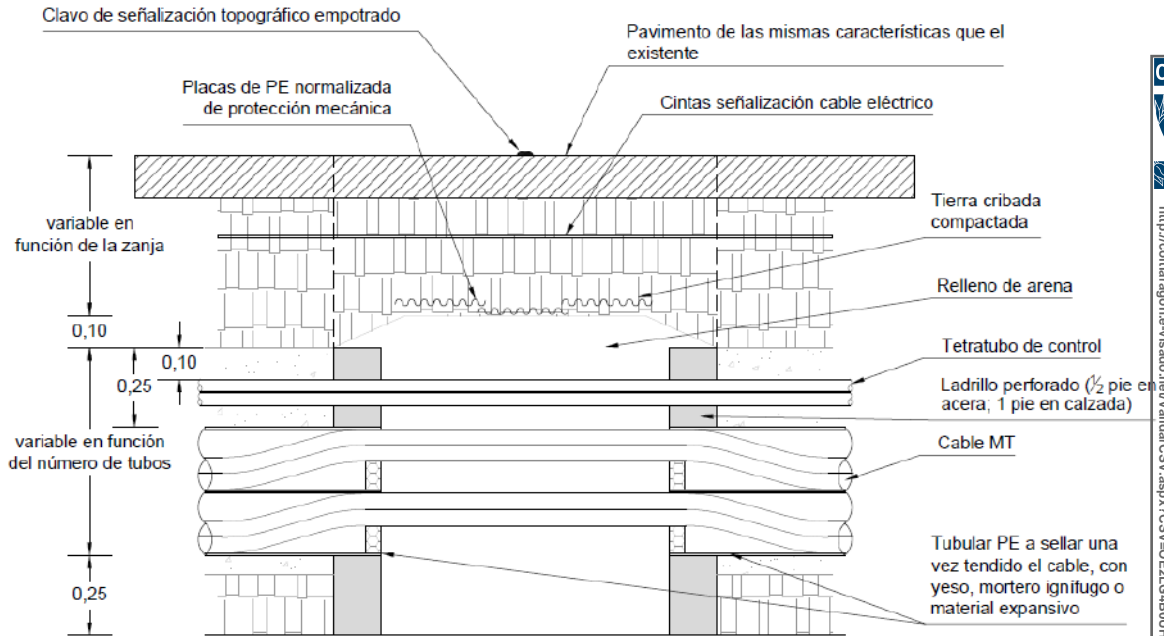 Clavo de señalización topográfico empotrado
Pavimento de las mismas características que el
existente
Placas de PE normalizada
de protección mecánica
Cintas señalización cable eléctrico
variable en
función de la zanja
Tierra cribada
compactada
Relleno de arena
0,10
0,10
0,25
Tetratubo de control
Ladrillo perforado (½ pie en
acera; 1 pie en calzada)
variable en función
del número de tubos
Cable MT
Tubular PE a sellar una
vez tendido el cable, con
yeso, mortero ignífugo o
material expansivo
0,25